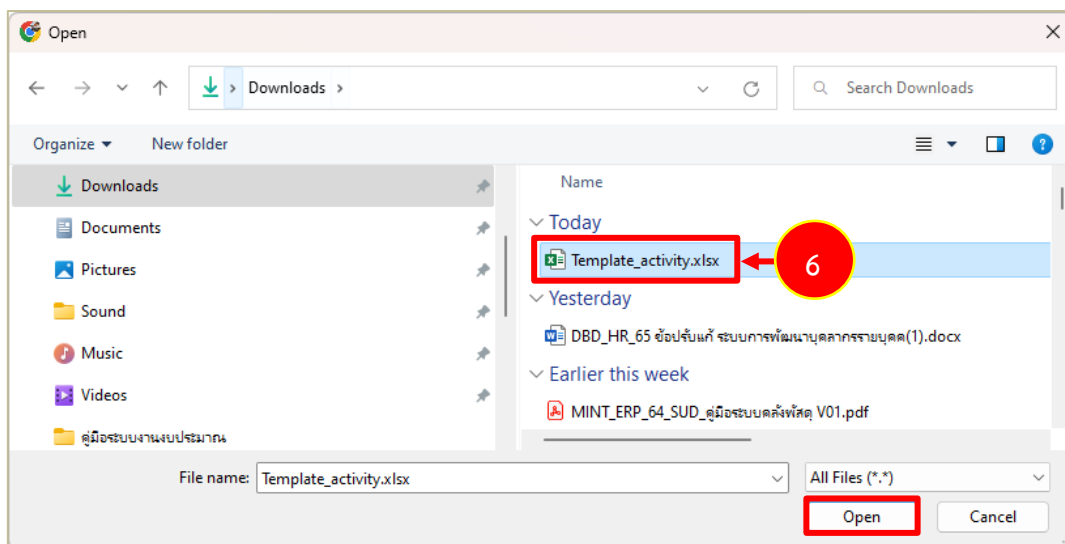 Open
Downloads
Search Downloads
Organize
New folder
Downloads
Documents
Pictures
Sound
Music
Videos
คู่มือระบบงานงบประมาณ
Name
Today
Template_activity.xlsx
6
Yesterday
DBD_HR_65 ข้อปรับแก้ ระบบการพัฒนาบุคลากรรายบุคค(1).docx
Earlier this week
MINT_ERP_64_SUD_คู่มือระบบคลังพัสดุ V01.pdf
File name: Template_activity.xlsx
All Files (*.*)
Open
Cancel